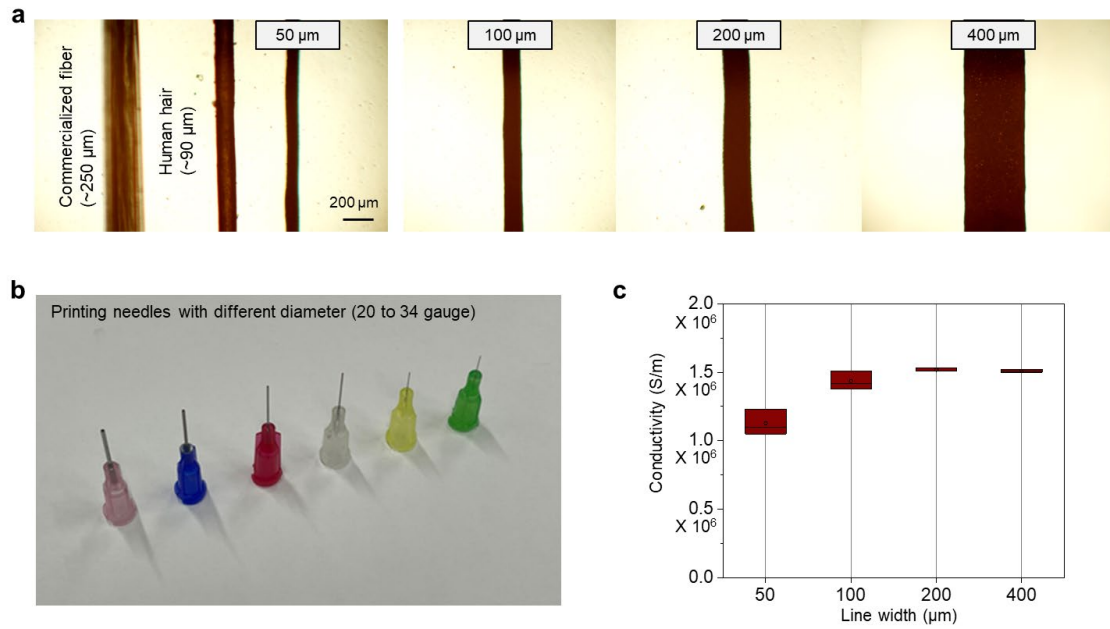 a
Commercialized fiber
(~250 µm)
Human hair
(~90 µm)
50 µm
200 µm
100 µm
200 µm
400 µm
b
Printing needles with different diameter (20 to 34 gauge)
c
Conductivity (S/m)
2.0
X 10⁶
1.5
X 10⁶
1.0
X 10⁶
0.5
X 10⁶
0.0
50
100
200
400
Line width (µm)